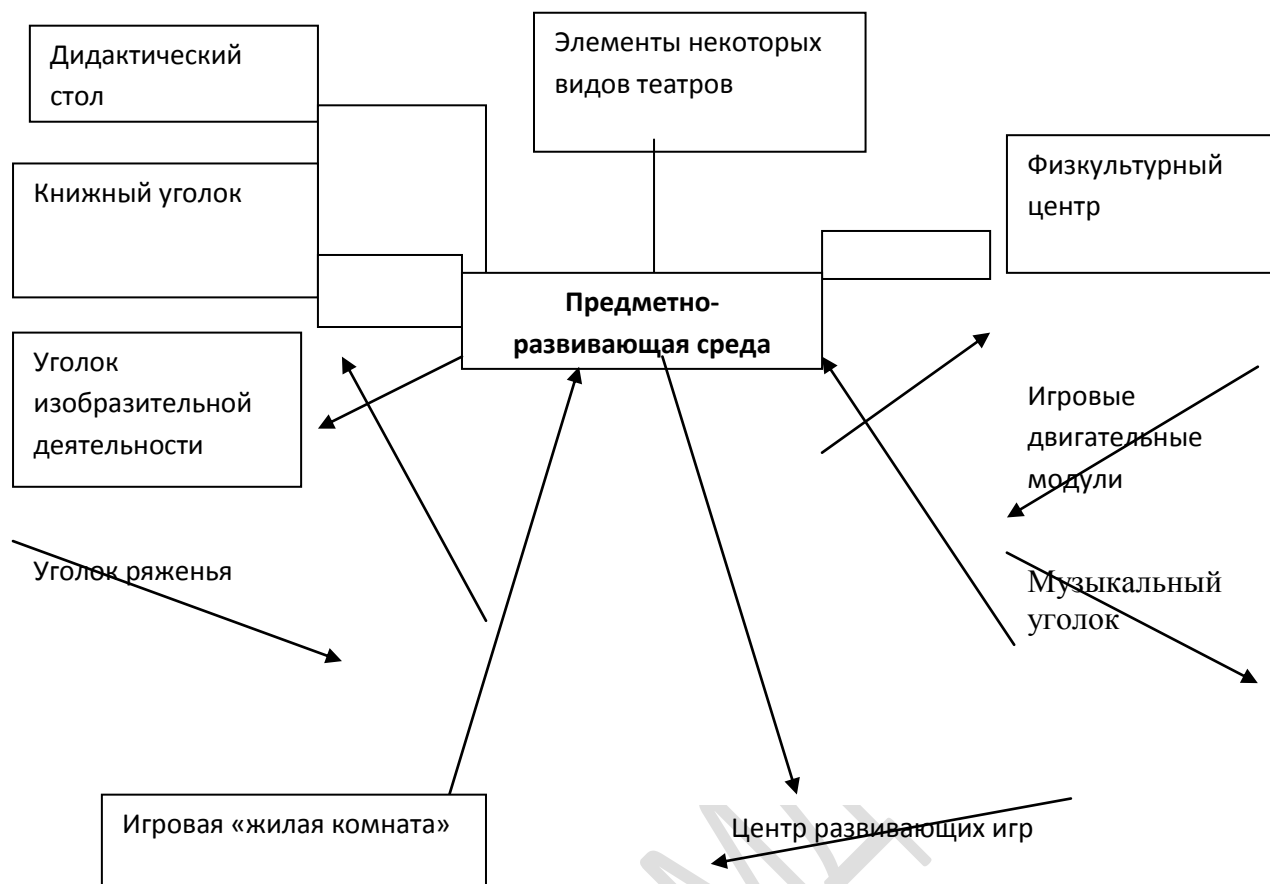 Дидактический
стол
Элементы некоторых
видов театров
Книжный уголок
Физкультурный
центр
Предметно-
развивающая среда
Уголок
изобразительной
деятельности
Игровые
двигательные
модули
Уголок ряженья
Музыкальный
уголок
Игровая «жилая комната»
Центр развивающих игр